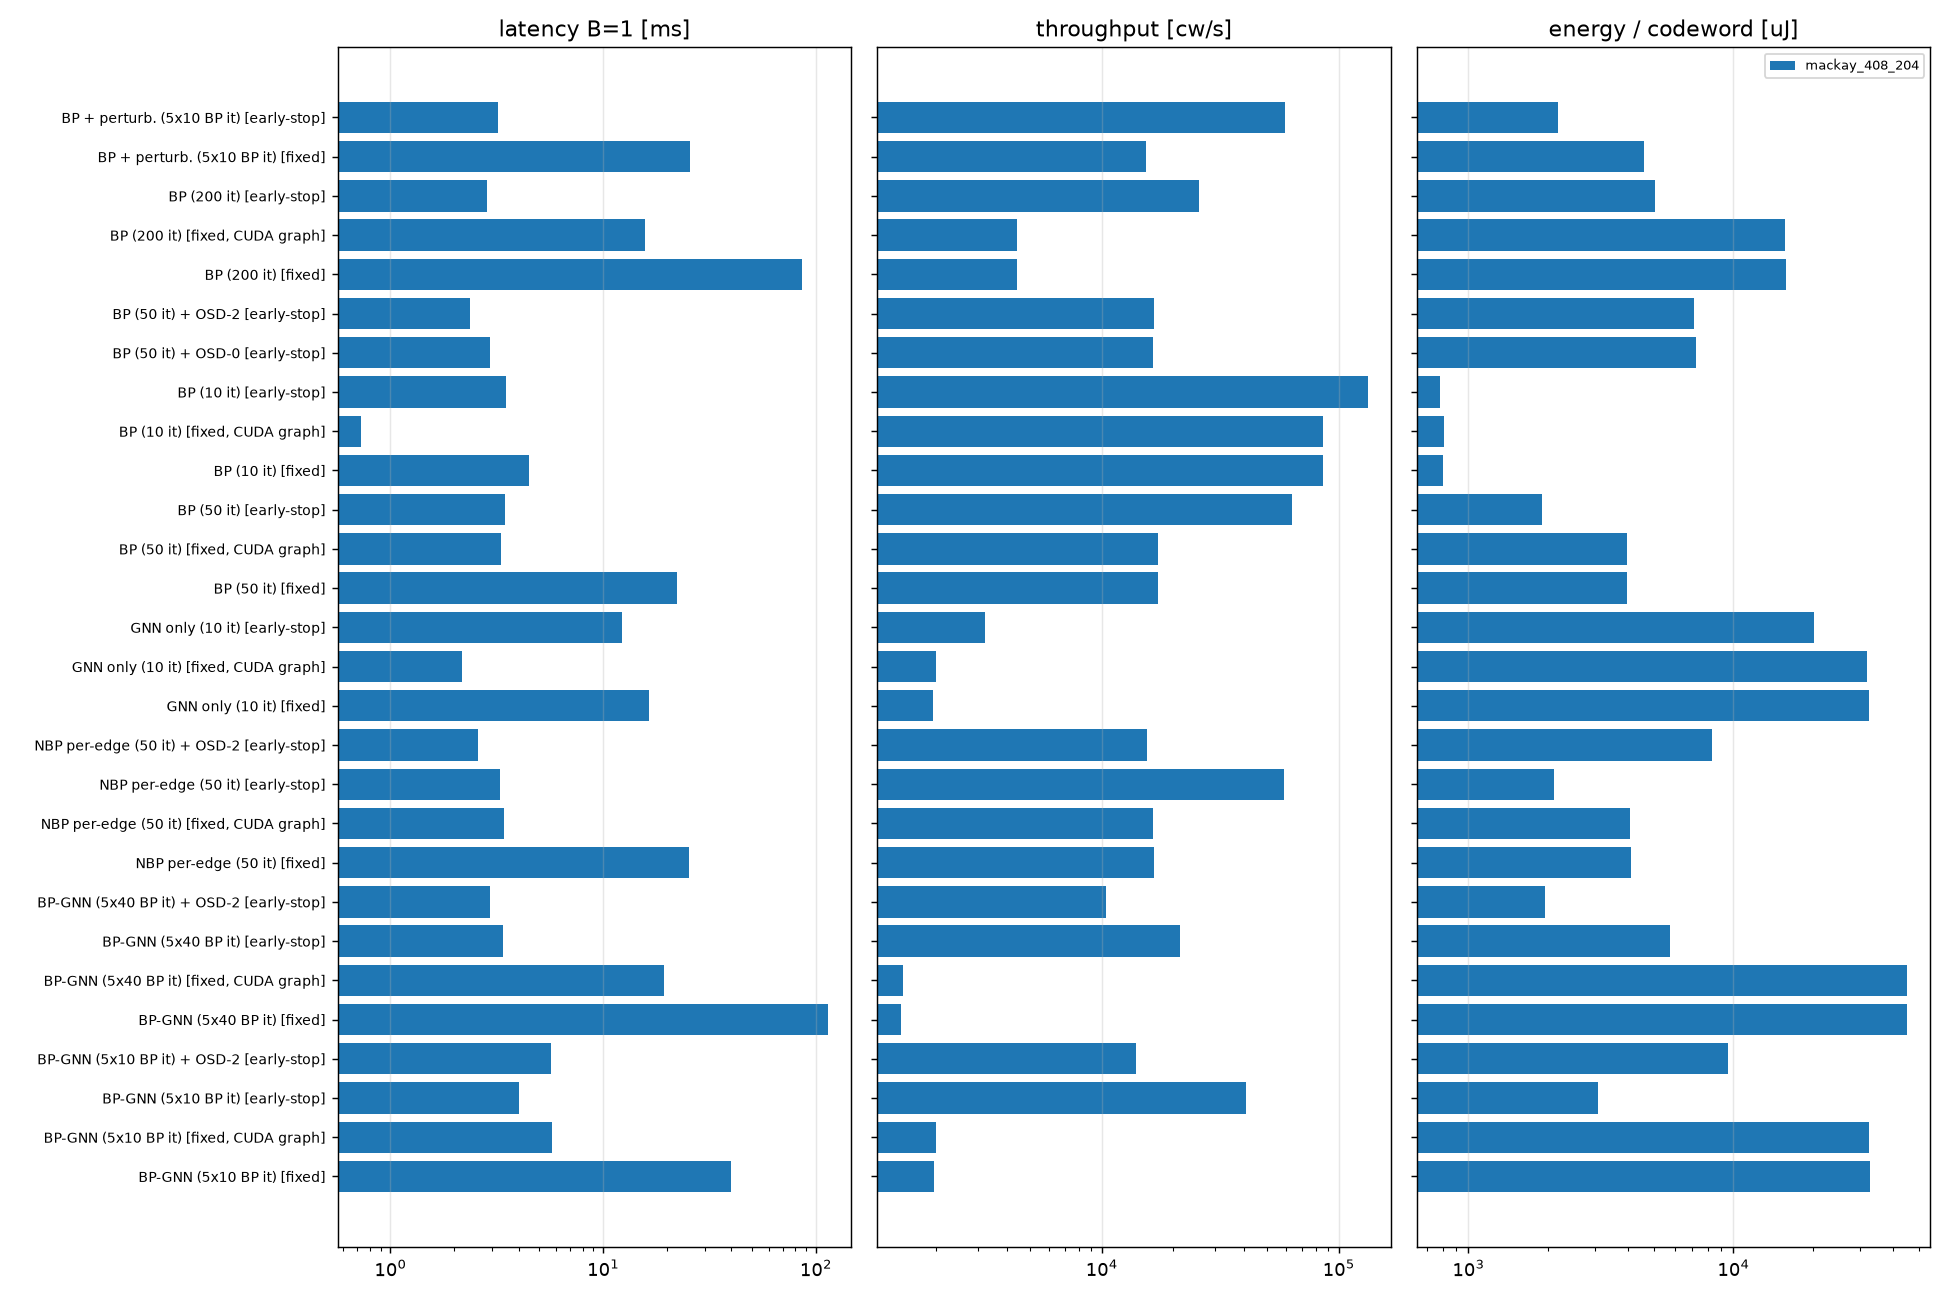 latency B=1 [ms]
throughput [cw/s]
energy / codeword [uJ]
mackay_408_204
BP + perturb. (5x10 BP it) [early-stop]
BP + perturb. (5x10 BP it) [fixed]
BP (200 it) [early-stop]
BP (200 it) [fixed, CUDA graph]
BP (200 it) [fixed]
BP (50 it) + OSD-2 [early-stop]
BP (50 it) + OSD-0 [early-stop]
BP (10 it) [early-stop]
BP (10 it) [fixed, CUDA graph]
BP (10 it) [fixed]
BP (50 it) [early-stop]
BP (50 it) [fixed, CUDA graph]
BP (50 it) [fixed]
GNN only (10 it) [early-stop]
GNN only (10 it) [fixed, CUDA graph]
GNN only (10 it) [fixed]
NBP per-edge (50 it) + OSD-2 [early-stop]
NBP per-edge (50 it) [early-stop]
NBP per-edge (50 it) [fixed, CUDA graph]
NBP per-edge (50 it) [fixed]
BP-GNN (5x40 BP it) + OSD-2 [early-stop]
BP-GNN (5x40 BP it) [early-stop]
BP-GNN (5x40 BP it) [fixed, CUDA graph]
BP-GNN (5x40 BP it) [fixed]
BP-GNN (5x10 BP it) + OSD-2 [early-stop]
BP-GNN (5x10 BP it) [early-stop]
BP-GNN (5x10 BP it) [fixed, CUDA graph]
BP-GNN (5x10 BP it) [fixed]
10⁰ 10¹ 10²
10⁴ 10⁵
10³ 10⁴